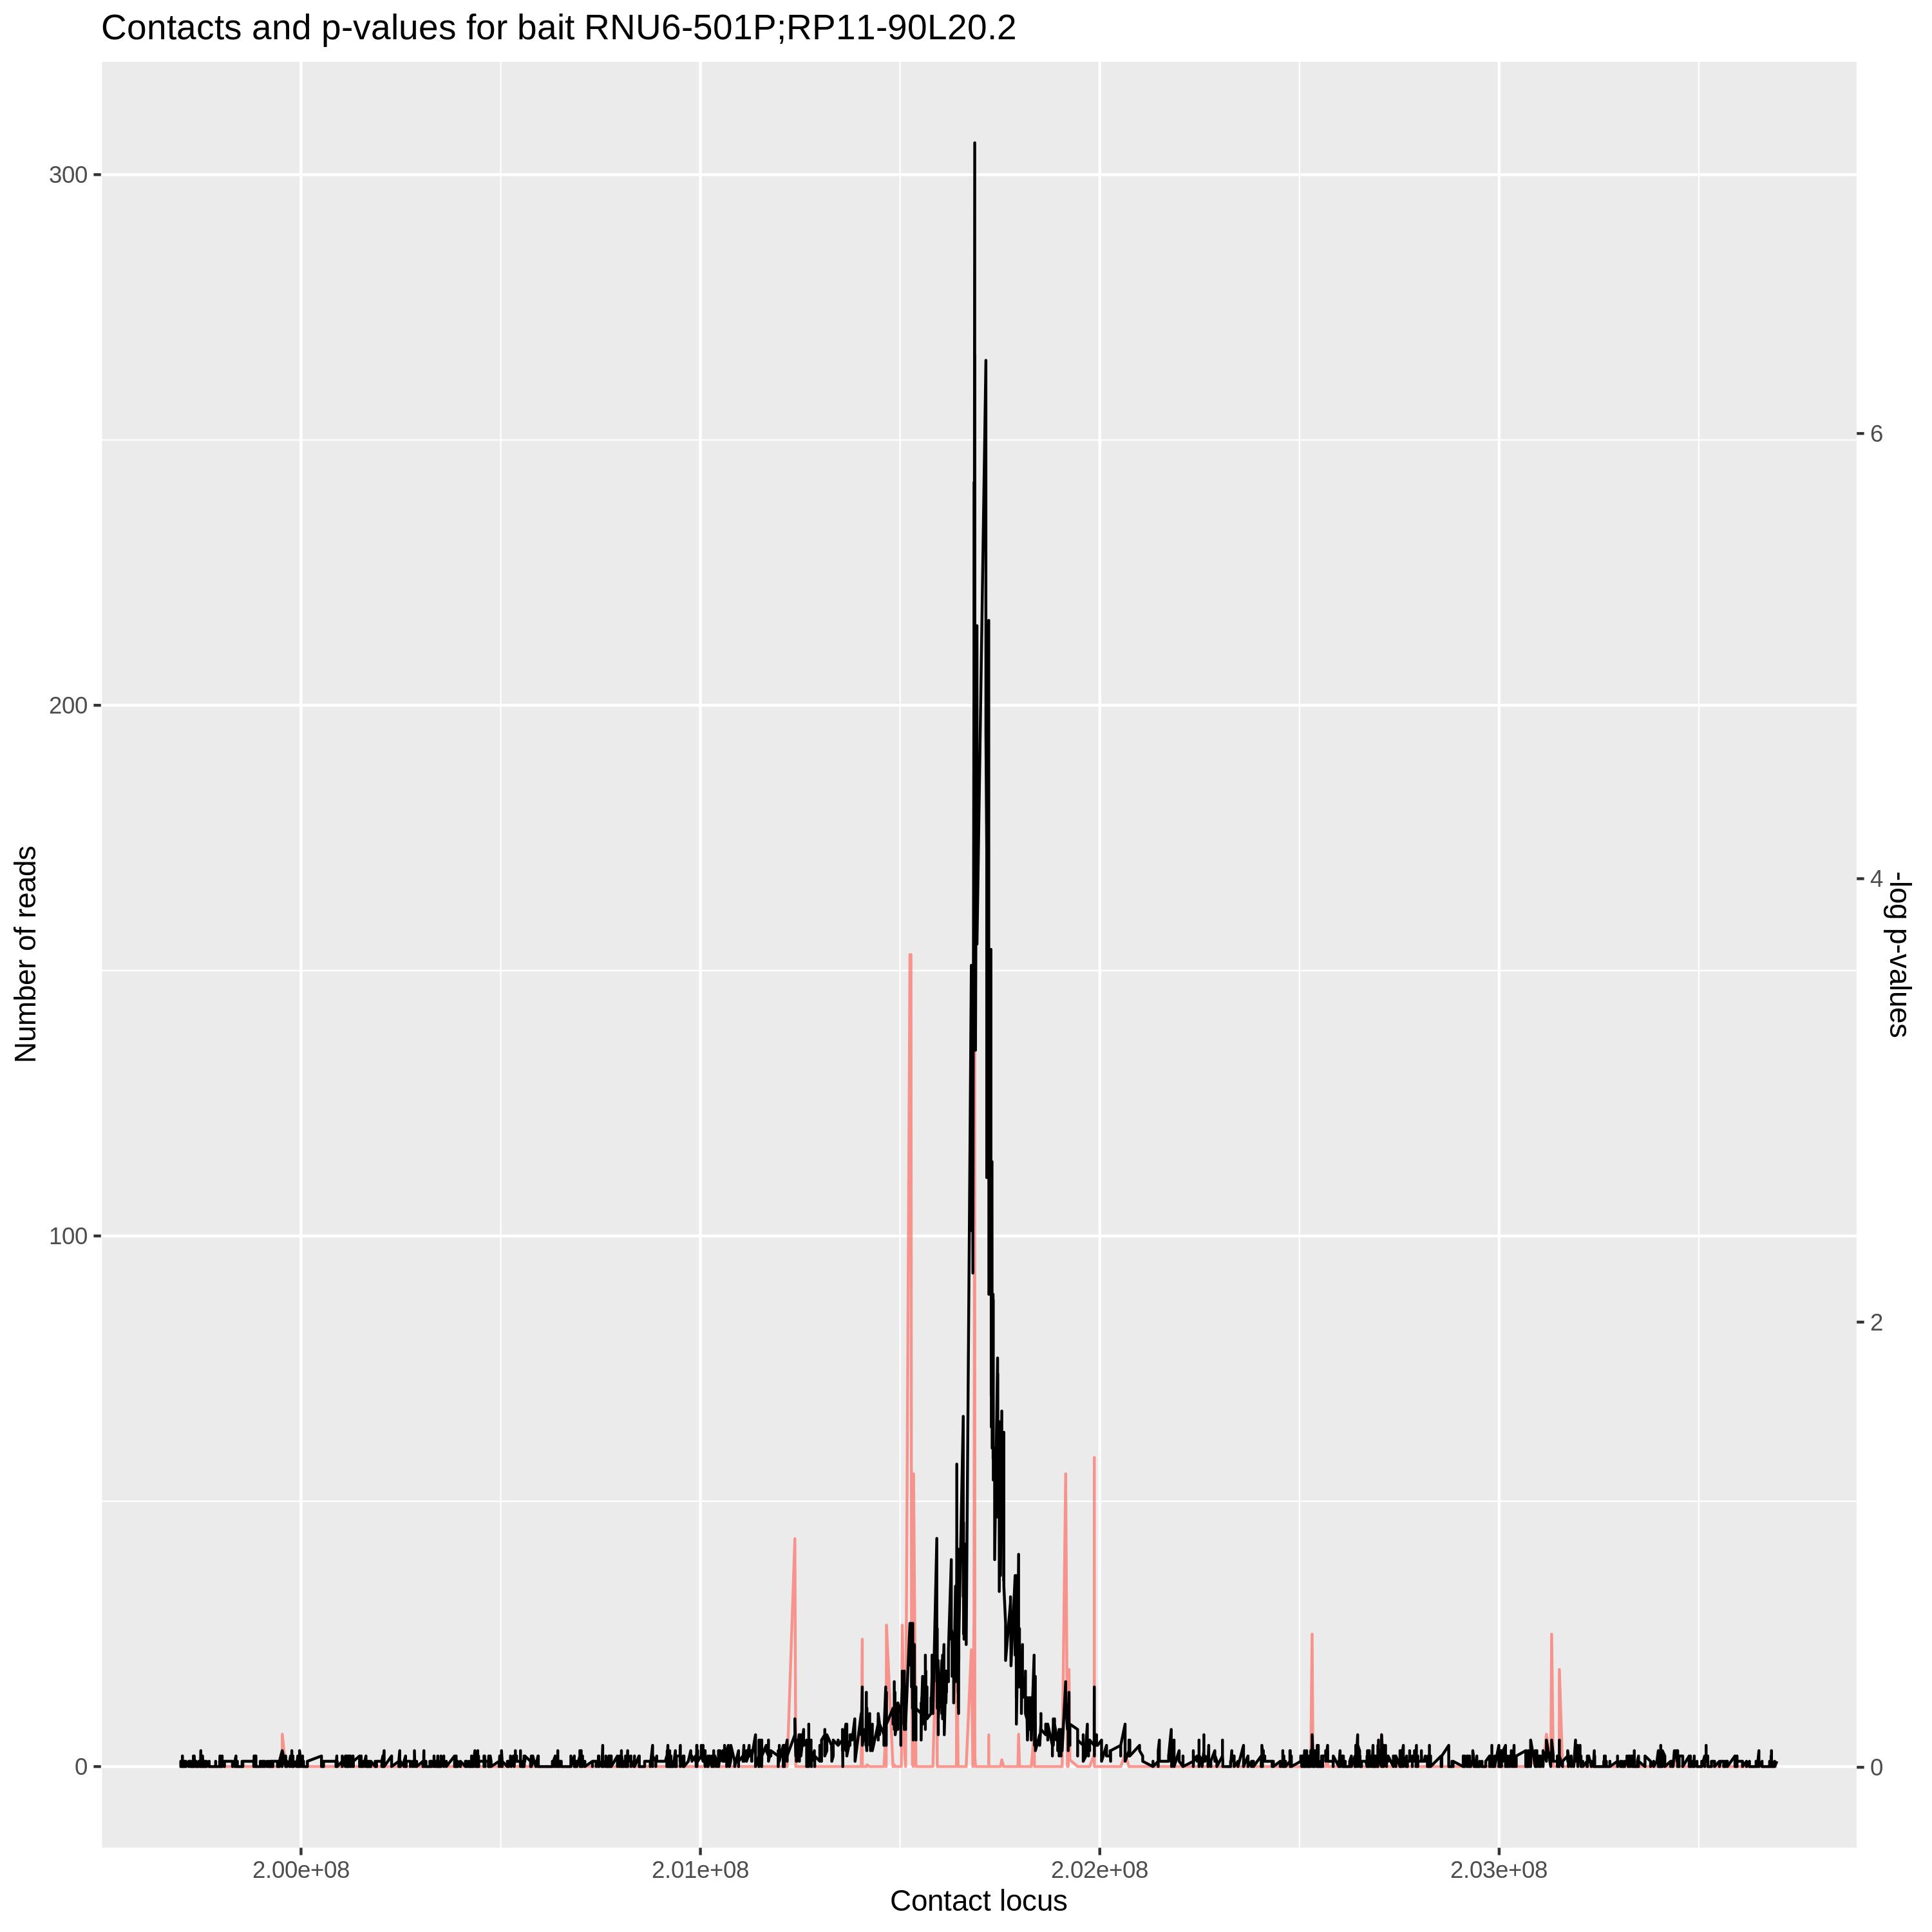 Contacts and p-values for bait RNU6-501P;RP11-90L20.2
300
200
100
0
Number of reads
6
4
2
0
-log p-values
2.00e+08
2.01e+08
2.02e+08
2.03e+08
Contact locus